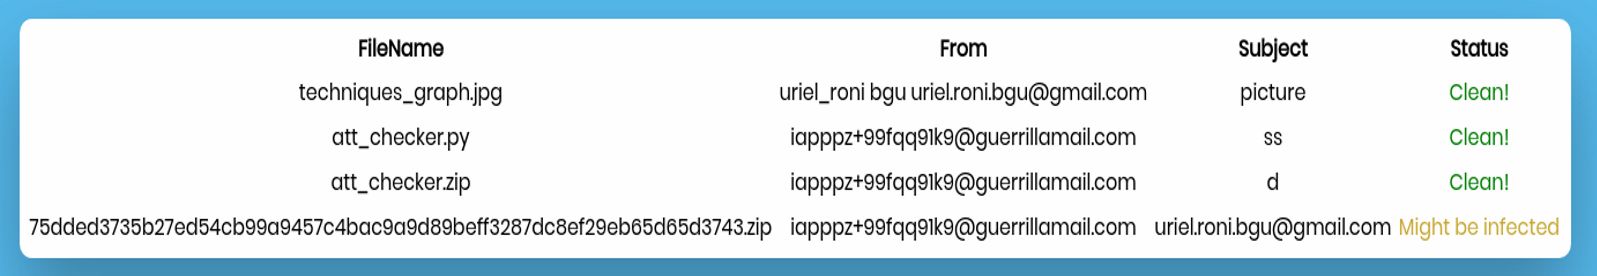 FileName From Subject Status
techniques_graph.jpg uriel_roni bgu uriel.roni.bgu@gmail.com picture Clean!
att_checker.py iapppz+99fqq91k9@guerrillamail.com ss Clean!
att_checker.zip iapppz+99fqq91k9@guerrillamail.com d Clean!
75dded3735b27ed54cb99a9457c4bac9a9d89beff3287dc8ef29eb65d65d3743.zip iapppz+99fqq91k9@guerrillamail.com uriel.roni.bgu@gmail.com Might be infected